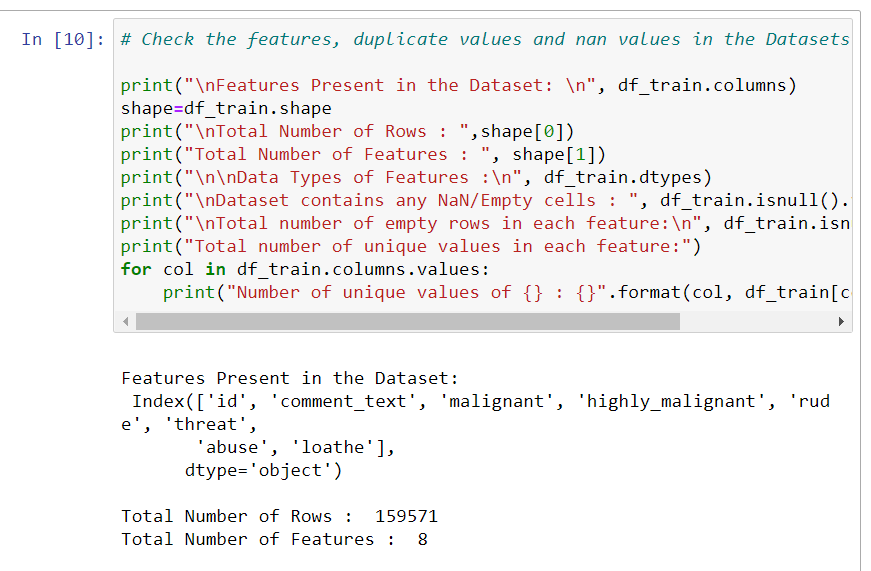 In [10]: # Check the features, duplicate values and nan values in the Datasets
print("\nFeatures Present in the Dataset: \n", df_train.columns)
shape=df_train.shape
print("\nTotal Number of Rows : ",shape[0])
print("Total Number of Features : ", shape[1])
print("\n\nData Types of Features :\n", df_train.dtypes)
print("\nDataset contains any NaN/Empty cells : ", df_train.isnull().
print("\nTotal number of empty rows in each feature:\n", df_train.isn
print("Total number of unique values in each feature:")
for col in df_train.columns.values:
    print("Number of unique values of {} : {}".format(col, df_train[c
Features Present in the Dataset:
 Index(['id', 'comment_text', 'malignant', 'highly_malignant', 'rud
e', 'threat',
       'abuse', 'loathe'],
      dtype='object')
Total Number of Rows :  159571
Total Number of Features :  8